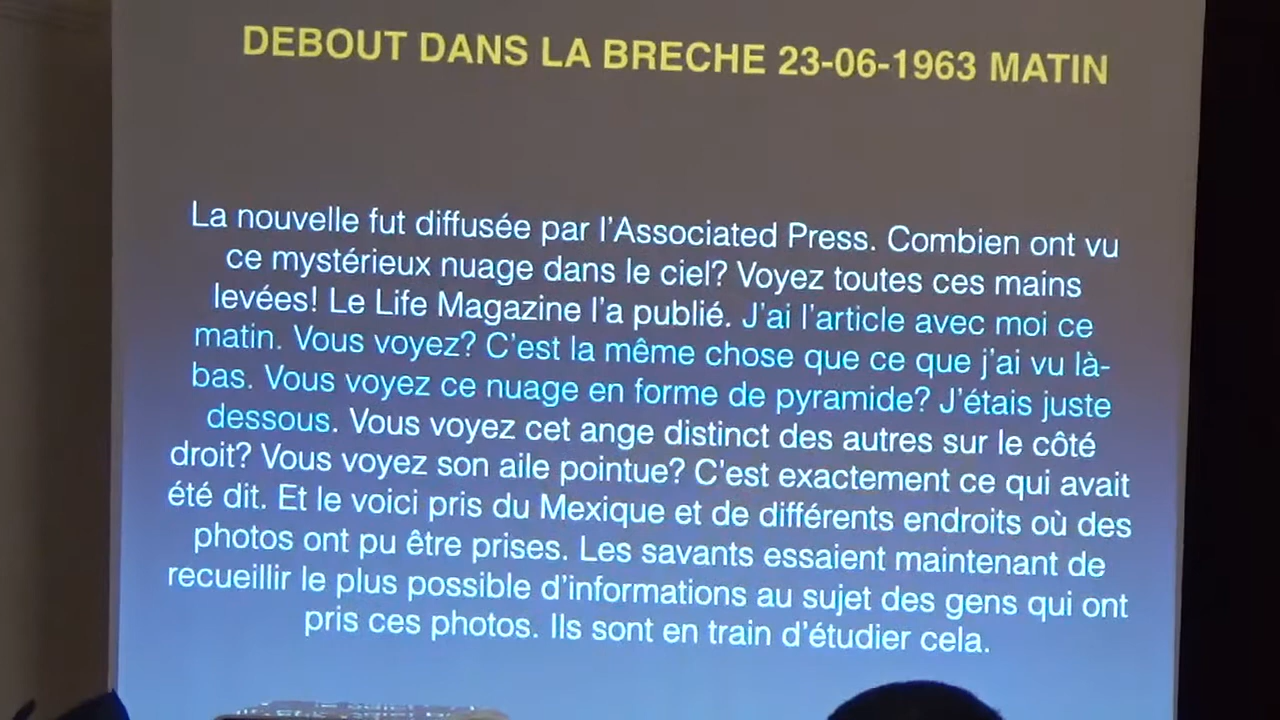 DEBOUT DANS LA BRECHE 23-06-1963 MATIN
La nouvelle fut diffusée par l'Associated Press. Combien ont vu
ce mystérieux nuage dans le ciel? Voyez toutes ces mains
levées! Le Life Magazine l'a publié. J'ai l'article avec moi ce
matin. Vous voyez? C'est la même chose que ce que j'ai vu là-
bas. Vous voyez ce nuage en forme de pyramide? J'étais juste
dessous. Vous voyez cet ange distinct des autres sur le côté
droit? Vous voyez son aile pointue? C'est exactement ce qui avait
été dit. Et le voici pris du Mexique et de différents endroits où des
photos ont pu être prises. Les savants essaient maintenant de
recueillir le plus possible d'informations au sujet des gens qui ont
pris ces photos. Ils sont en train d'étudier cela.